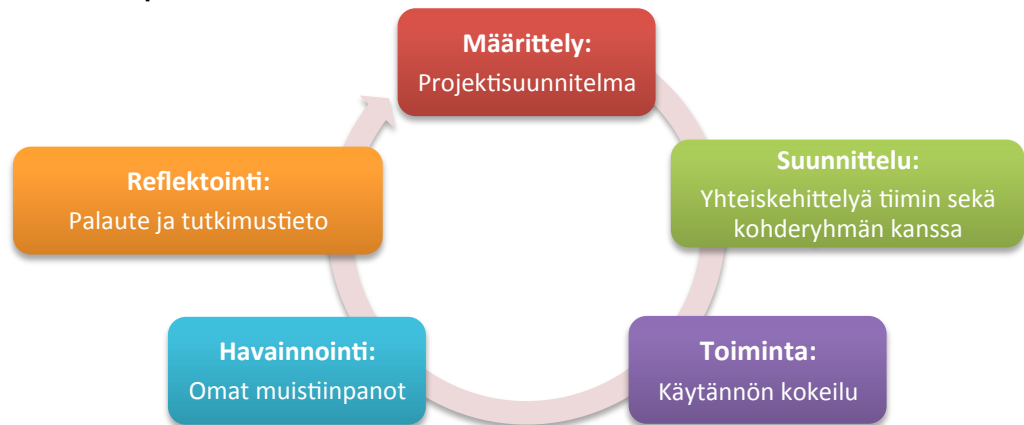 Määrittely:
Projektisuunnitelma
Suunnittelu:
Yhteiskehittelyä tiimin sekä
kohderyhmän kanssa
Toiminta:
Käytännön kokeilu
Havainnointi:
Omat muistiinpanot
Reflektointi:
Palaute ja tutkimustieto